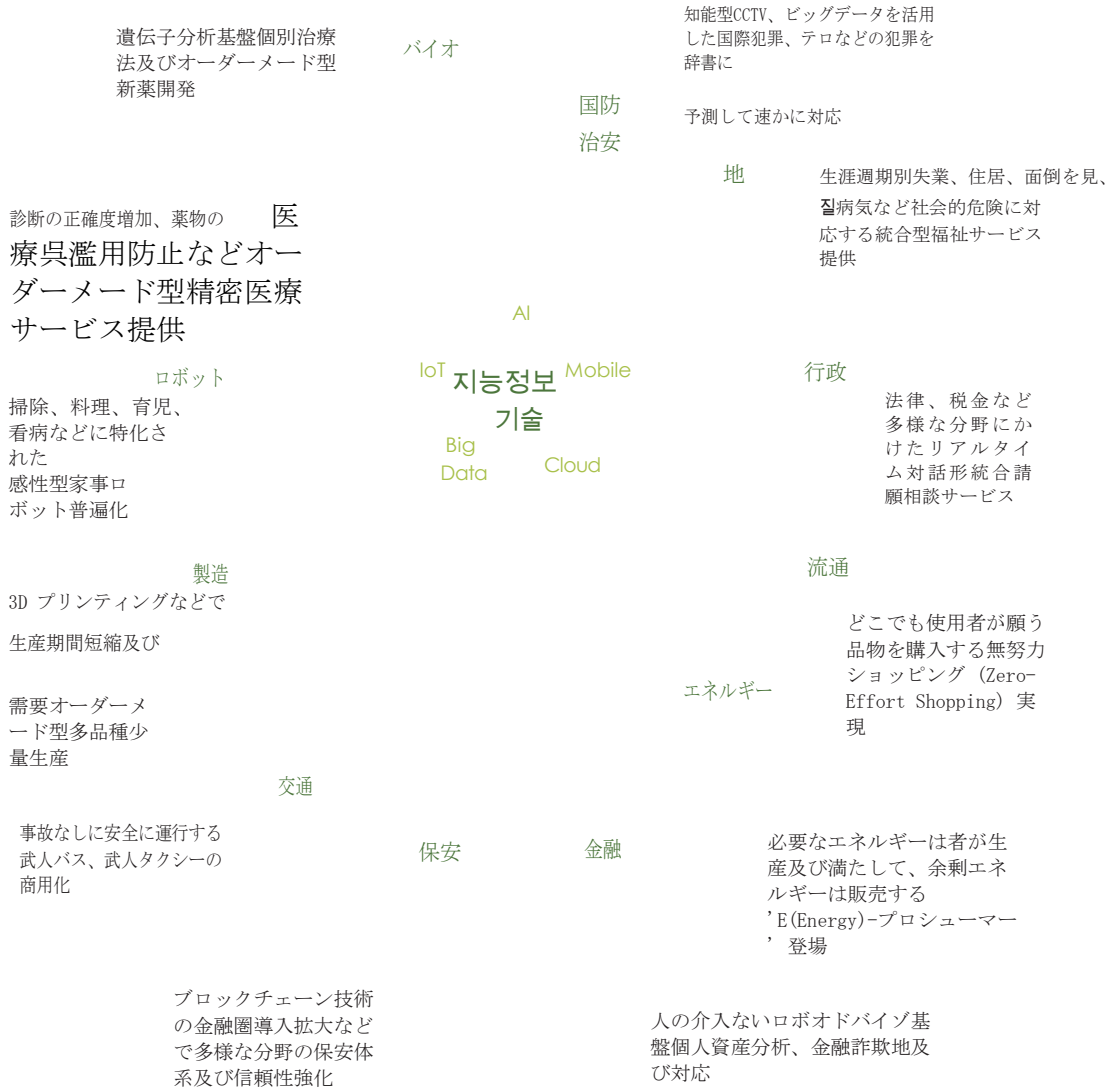 遺伝子分析基盤個別治療
法及びオーダーメード型
新薬開発
バイオ
知能型CCTV、ビッグデータを活用
した国際犯罪、テロなどの犯罪を
辞書に
予測して速かに対応
国防
治安
地
生涯週期別失業、住居、面倒を見、
질病気など社会的危険に対
応する統合型福祉サービス
提供
診断の正確度増加、薬物の 医
療呉濫用防止などオー
ダーメード型精密医療
サービス提供
AI
IoT 지능정보 Mobile
기술
Big
Data
Cloud
ロボット
掃除、料理、育児、
看病などに特化さ
れた
感性型家事ロ
ボット普遍化
行政
法律、税金など
多様な分野にか
けたリアルタイ
ム対話形統合請
願相談サービス
製造
3D プリンティングなどで
生産期間短縮及び
需要オーダーメ
ード型多品種少
量生産
流通
どこでも使用者が願う
品物を購入する無努力
ショッピング (Zero-
Effort Shopping) 実
現
エネルギー
交通
事故なしに安全に運行する
武人バス、武人タクシーの
商用化
保安
金融
必要なエネルギーは者が生
産及び満たして、余剰エネ
ルギーは販売する
'E(Energy)-プロシューマー
' 登場
ブロックチェーン技術
の金融圏導入拡大など
で多様な分野の保安体
系及び信頼性強化
人の介入ないロボオドバイゾ基
盤個人資産分析、金融詐欺地及
び対応